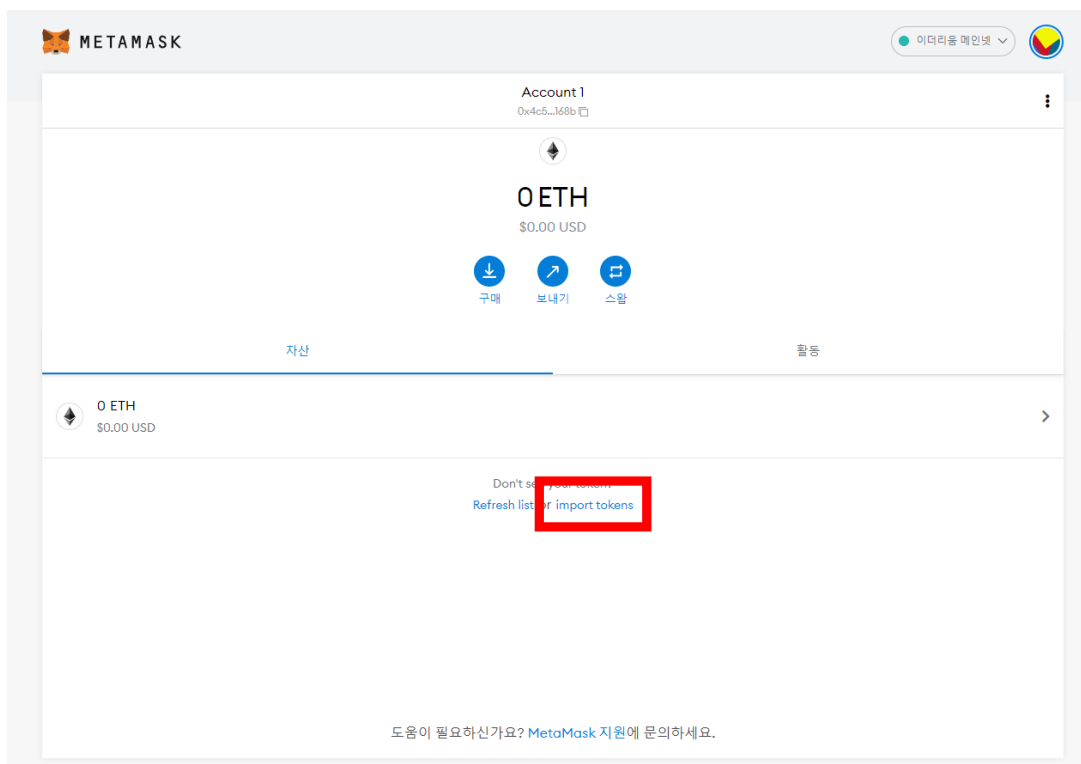 METAMASK
이더리움 메인넷
Account 1
0x4c5...168b
0 ETH
$0.00 USD
구매 보내기 스왑
자산 활동
0 ETH
$0.00 USD
Don't
Refresh list or import tokens
도움이 필요하신가요? MetaMask 지원에 문의하세요.